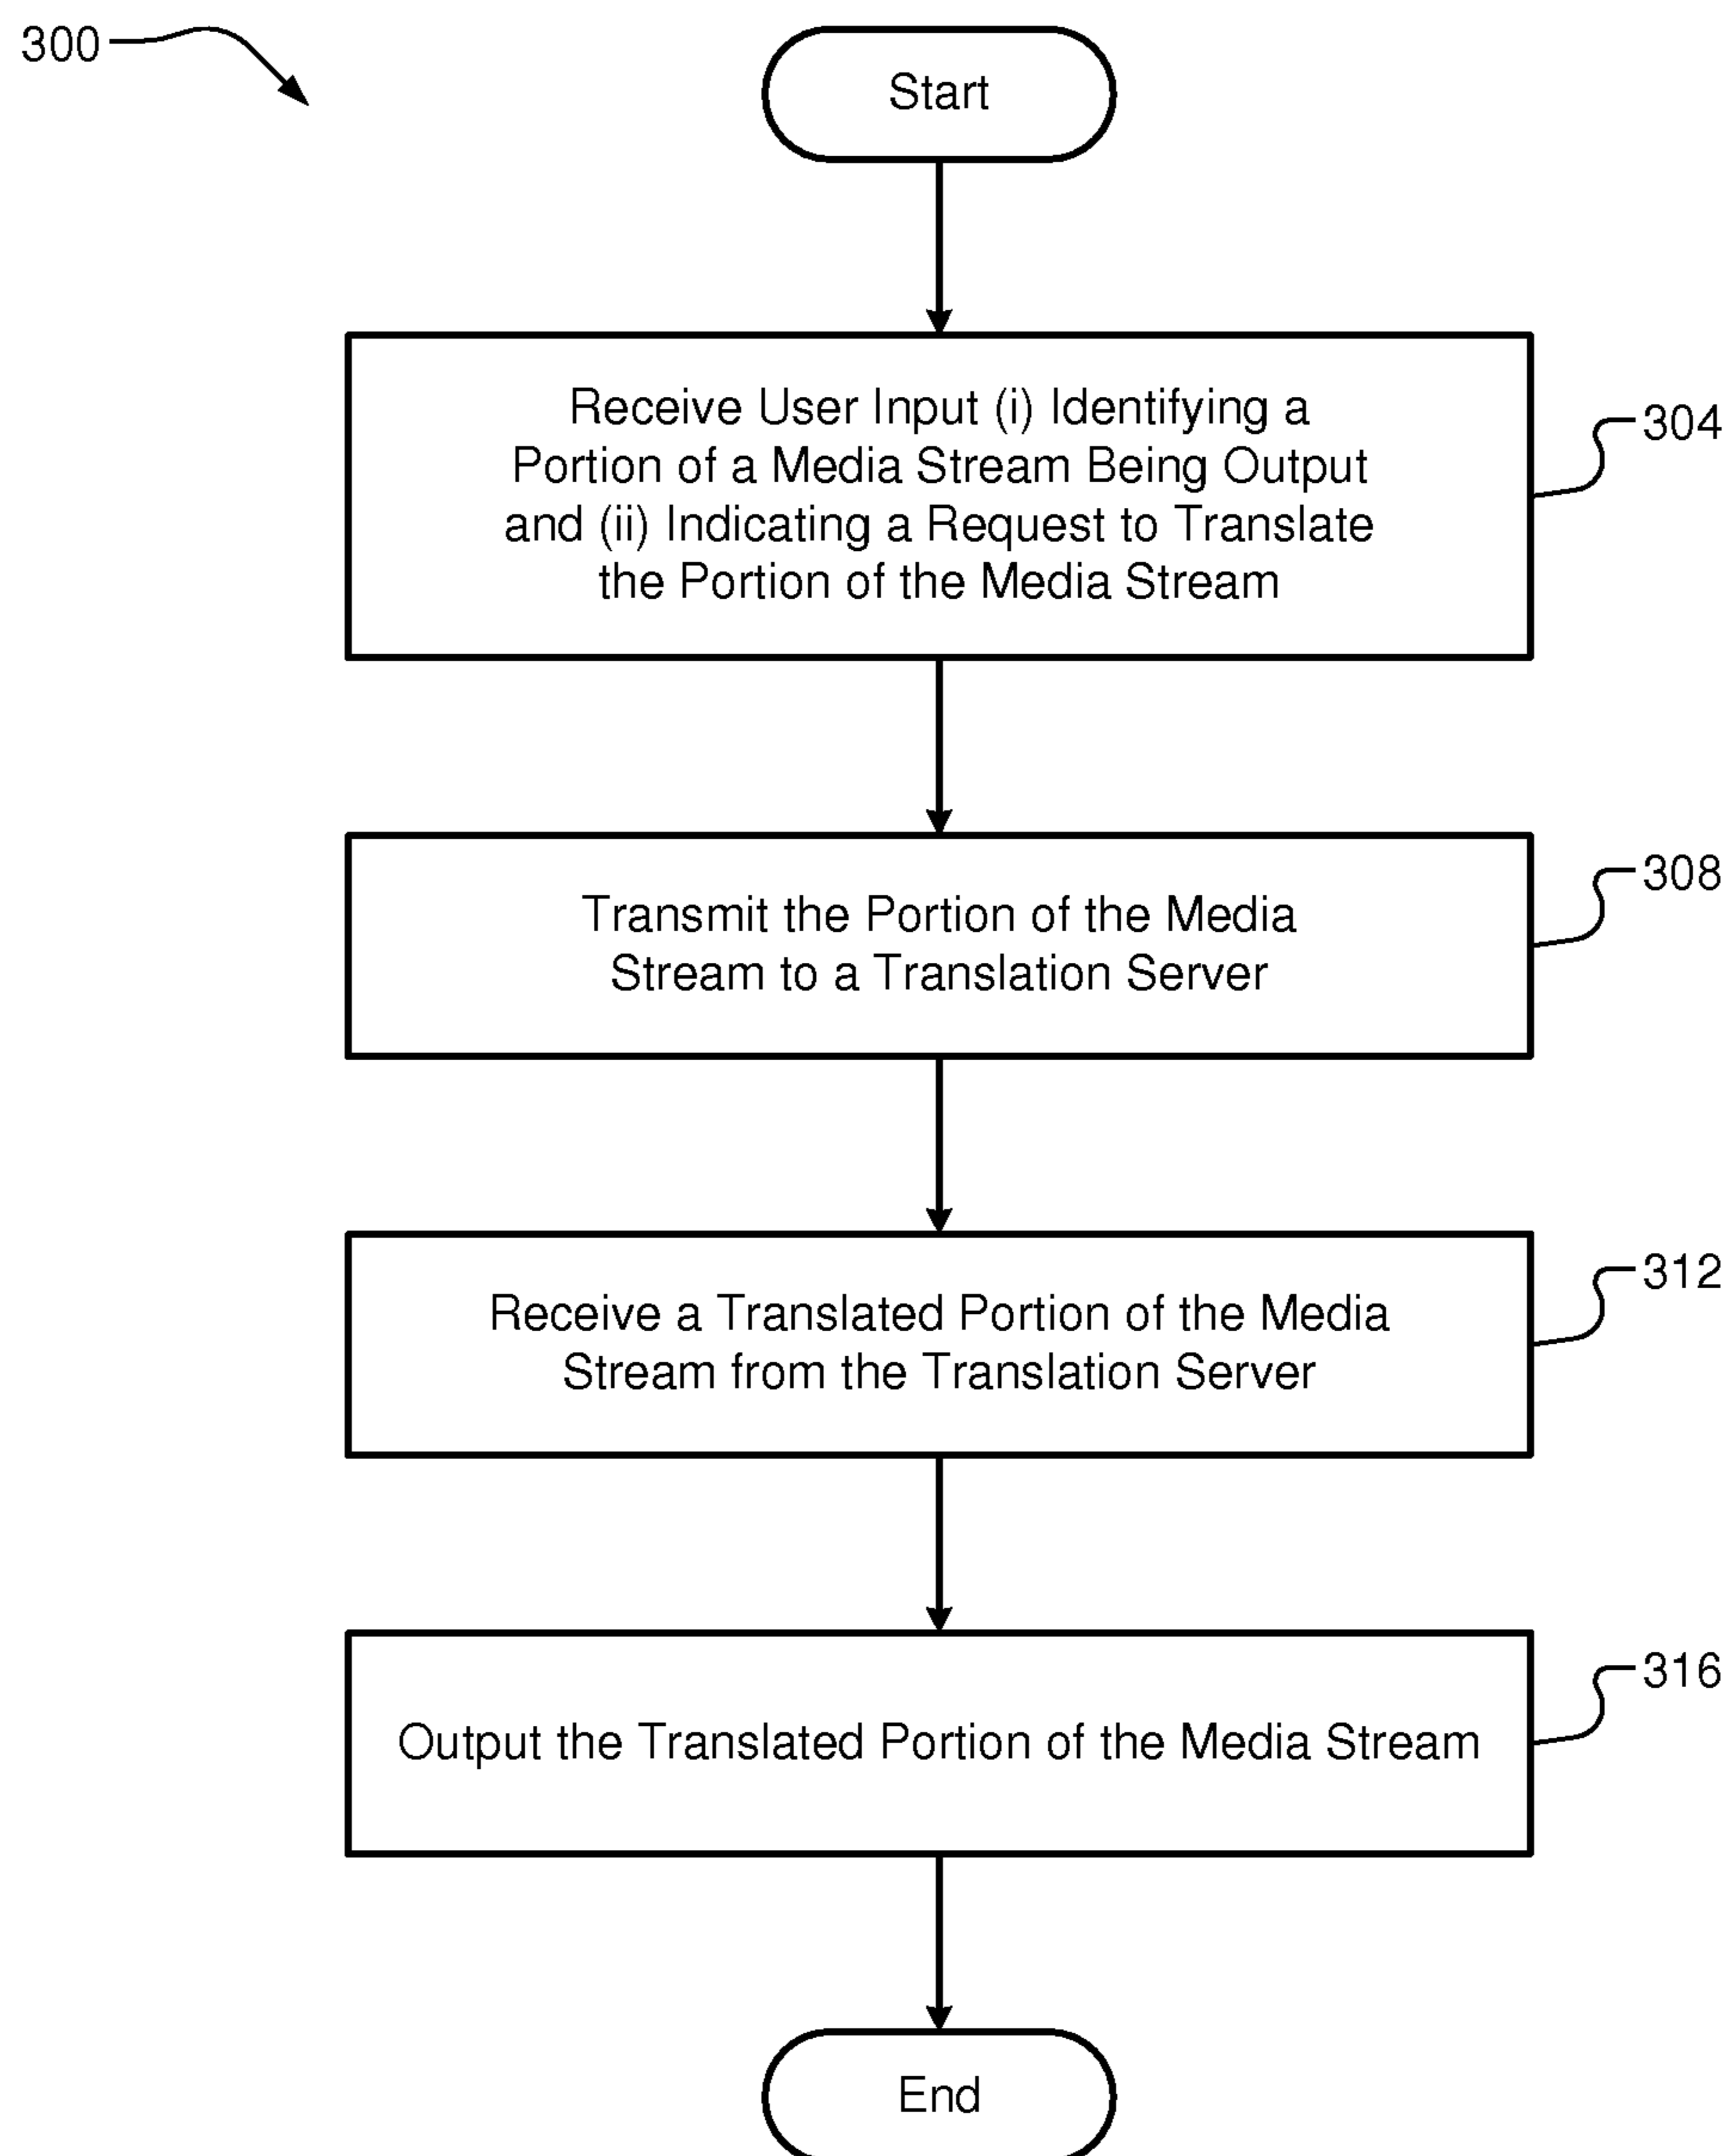 300
Start
Receive User Input (i) Identifying a
Portion of a Media Stream Being Output
and (ii) Indicating a Request to Translate
the Portion of the Media Stream
304
Transmit the Portion of the Media
Stream to a Translation Server
308
Receive a Translated Portion of the Media
Stream from the Translation Server
312
Output the Translated Portion of the Media Stream
316
End